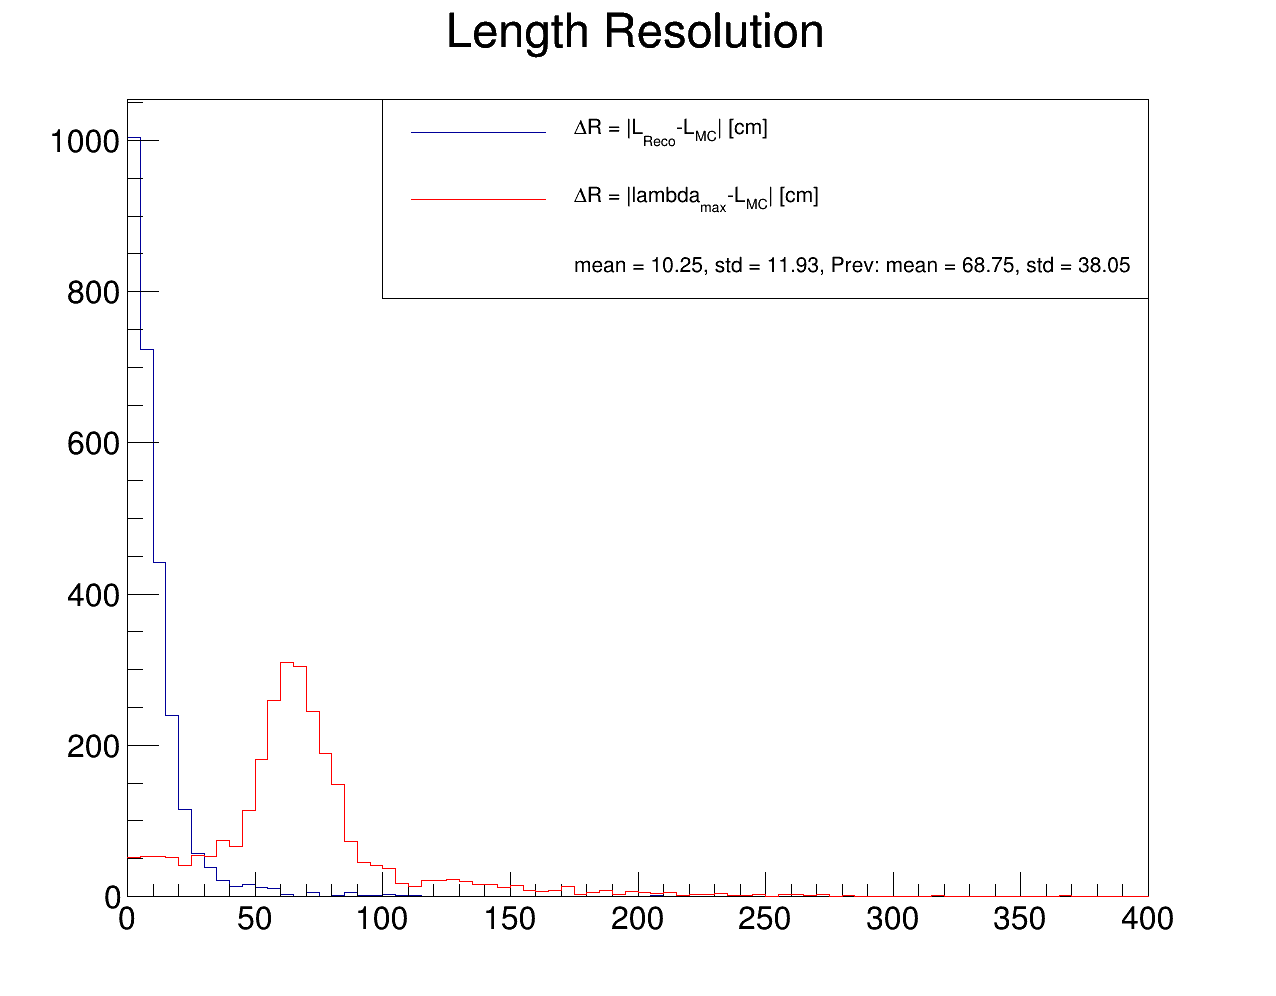 Length Resolution
ΔR = |L_Reco-L_MC| [cm]
ΔR = |lambda_max-L_MC| [cm]
mean = 10.25, std = 11.93, Prev: mean = 68.75, std = 38.05
1000
800
600
400
200
0
0 50 100 150 200 250 300 350 400